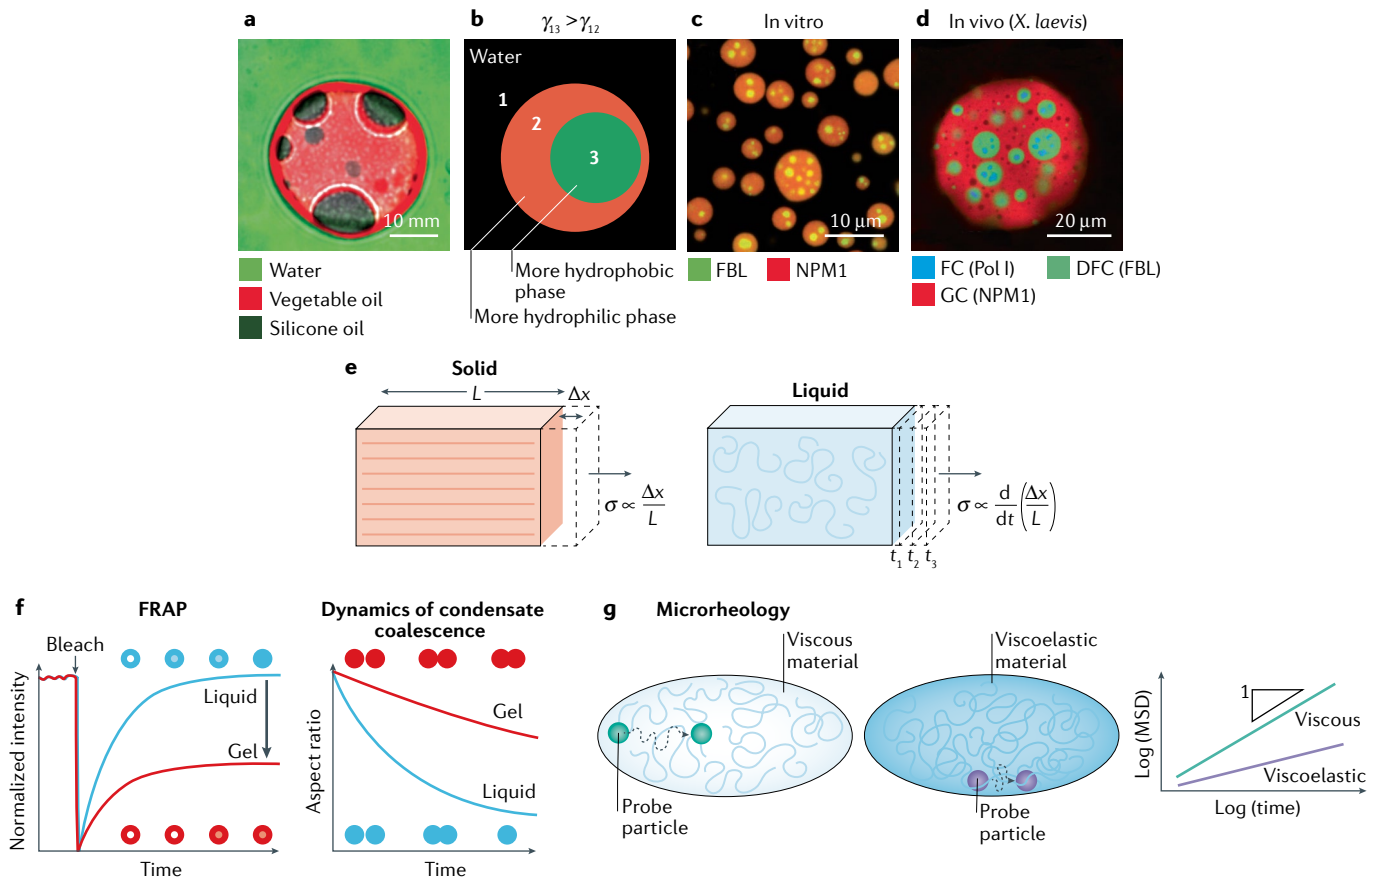 a
10 mm
Water
Vegetable oil
Silicone oil
b
γ13 > γ12
Water
1
2
3
More hydrophobic
phase
More hydrophilic phase
c
In vitro
10 μm
FBL
NPM1
d
In vivo (X. laevis)
20 μm
FC (Pol I)
DFC (FBL)
GC (NPM1)
e
Solid
L
Δx
σ ∝ Δx/L
Liquid
σ ∝ d/dt (Δx/L)
t1 t2 t3
f
FRAP
Bleach
Liquid
Gel
Normalized intensity
Time
Dynamics of condensate
coalescence
Gel
Liquid
Aspect ratio
Time
g
Microrheology
Viscous
material
Probe
particle
Viscoelastic
material
Probe
particle
1
Viscous
Viscoelastic
Log (MSD)
Log (time)